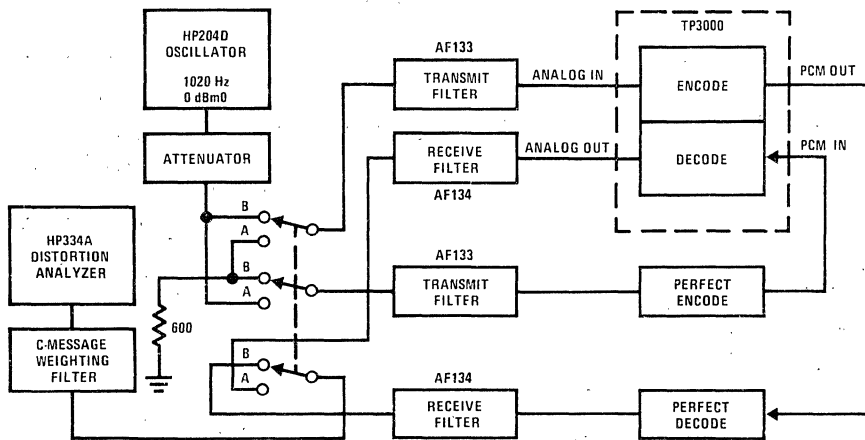 HP204D
OSCILLATOR
1020 Hz
0 dBm0
ATTENUATOR
HP334A
DISTORTION
ANALYZER
C-MESSAGE
WEIGHTING
FILTER
600
B
A
B
A
B
A
AF133
TRANSMIT
FILTER
ANALOG IN
TP3000
ENCODE
PCM OUT
RECEIVE
FILTER
AF134
ANALOG OUT
DECODE
PCM IN
AF133
TRANSMIT
FILTER
PERFECT
ENCODE
AF134
RECEIVE
FILTER
PERFECT
DECODE